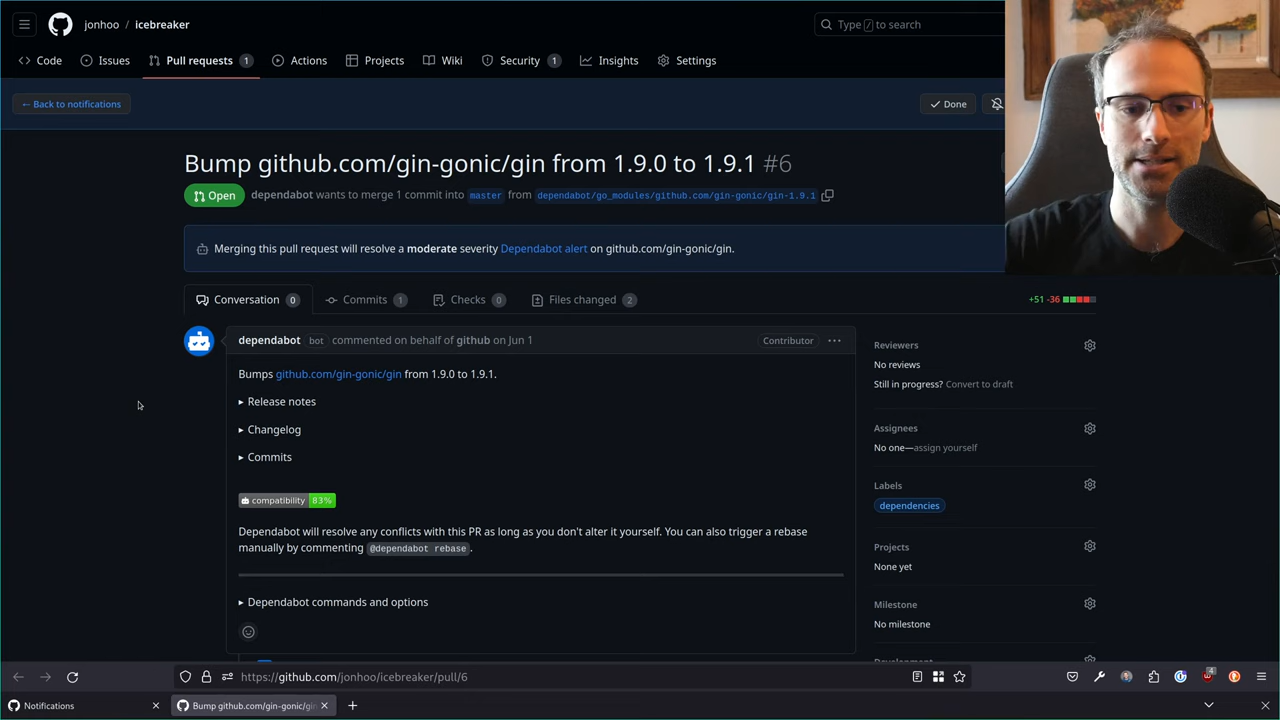 jonhoo / icebreaker
Type / to search
Code
Issues
Pull requests 1
Actions
Projects
Wiki
Security 1
Insights
Settings
← Back to notifications
Done
Bump github.com/gin-gonic/gin from 1.9.0 to 1.9.1 #6
Open
dependabot wants to merge 1 commit into master from dependabot/go_modules/github.com/gin-gonic/gin-1.9.1
Merging this pull request will resolve a moderate severity Dependabot alert on github.com/gin-gonic/gin.
Conversation 0
Commits 1
Checks 0
Files changed 2
+51 -36
dependabot bot commented on behalf of github on Jun 1
Contributor
Bumps github.com/gin-gonic/gin from 1.9.0 to 1.9.1.
Release notes
Changelog
Commits
compatibility 83%
Dependabot will resolve any conflicts with this PR as long as you don't alter it yourself. You can also trigger a rebase
manually by commenting @dependabot rebase.
Dependabot commands and options
Reviewers
No reviews
Still in progress? Convert to draft
Assignees
No one—assign yourself
Labels
dependencies
Projects
None yet
Milestone
No milestone
https://github.com/jonhoo/icebreaker/pull/6
4
Notifications
Bump github.com/gin-gonic/gin